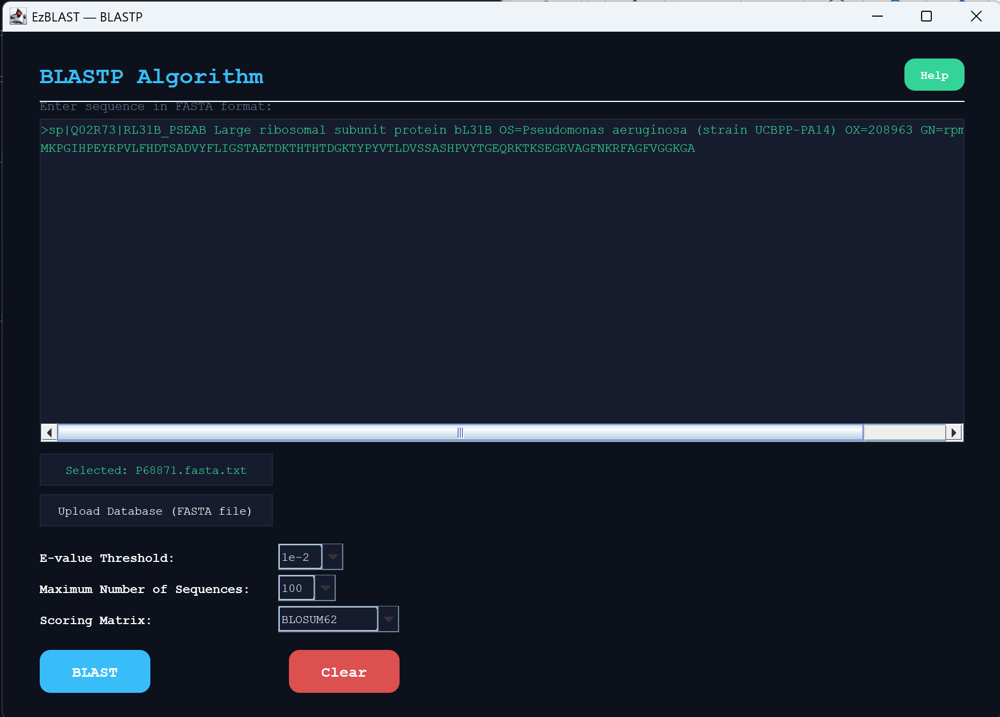 EzBLAST — BLASTP
BLASTP Algorithm
Help
Enter sequence in FASTA format:
>sp|Q02R73|RL31B_PSEAB Large ribosomal subunit protein bL31B OS=Pseudomonas aeruginosa (strain UCBPP-PA14) OX=208963 GN=rpm
MKPGIHPEYRPVLFHDTSADVYFLIGSTAETDKTHTHTDGKTYPYVTLDVSSASHPVYTGEQRKTKSEGRVAGFNKRFAGFVGGKGA
Selected: P68871.fasta.txt
Upload Database (FASTA file)
E-value Threshold: 1e-2
Maximum Number of Sequences: 100
Scoring Matrix: BLOSUM62
BLAST Clear